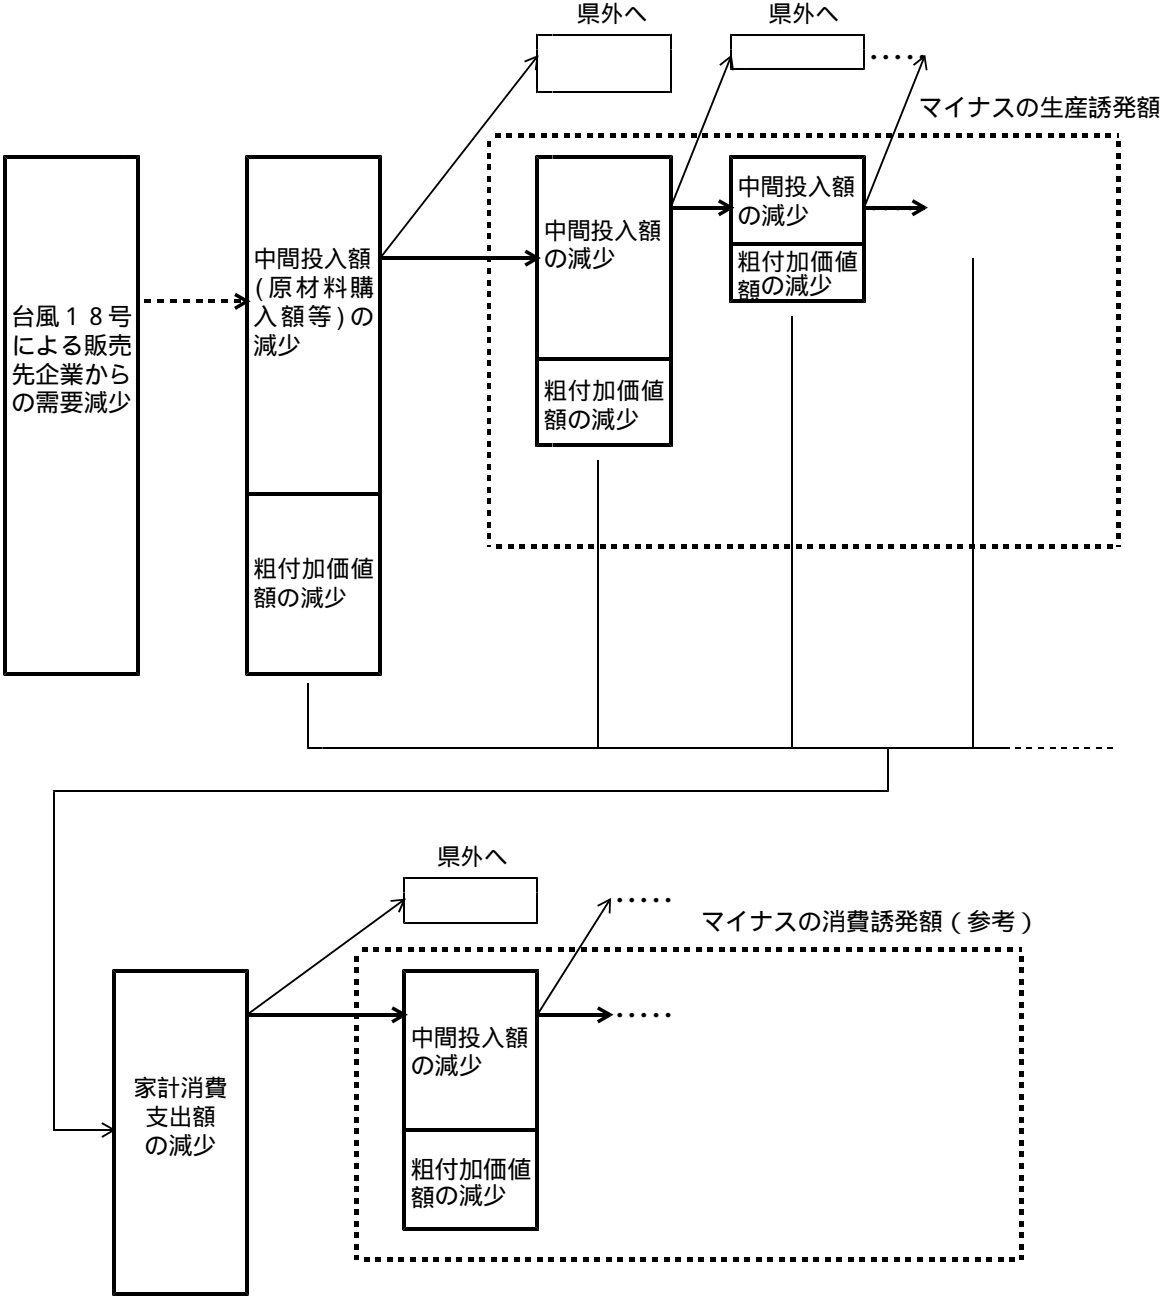 県外へ
県外へ
・・・・・
マイナスの生産誘発額
台風１８号
による販売
先企業から
の需要減少
中間投入額
(原材料購
入額等)の
減少
粗付加価値
額の減少
中間投入額
の減少
粗付加価値
額の減少
中間投入額
の減少
粗付加価値
額の減少
県外へ
・・・・・
マイナスの消費誘発額（参考）
家計消費
支出額
の減少
中間投入額
の減少
粗付加価値
額の減少
・・・・・